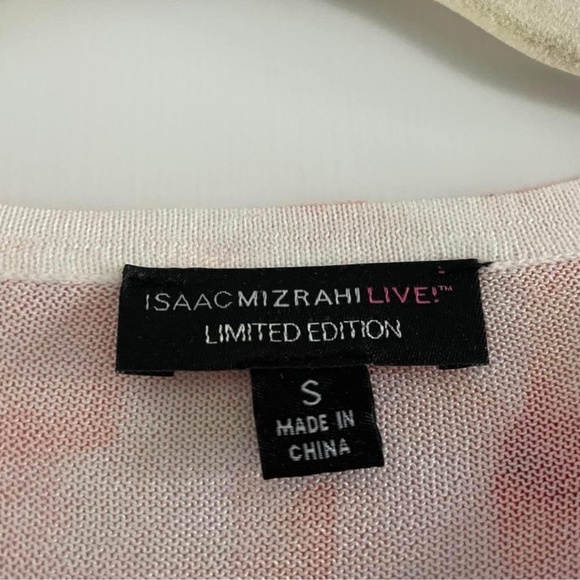 ISAACMIZRAHILIVE!™
LIMITED EDITION
S
MADE IN
CHINA